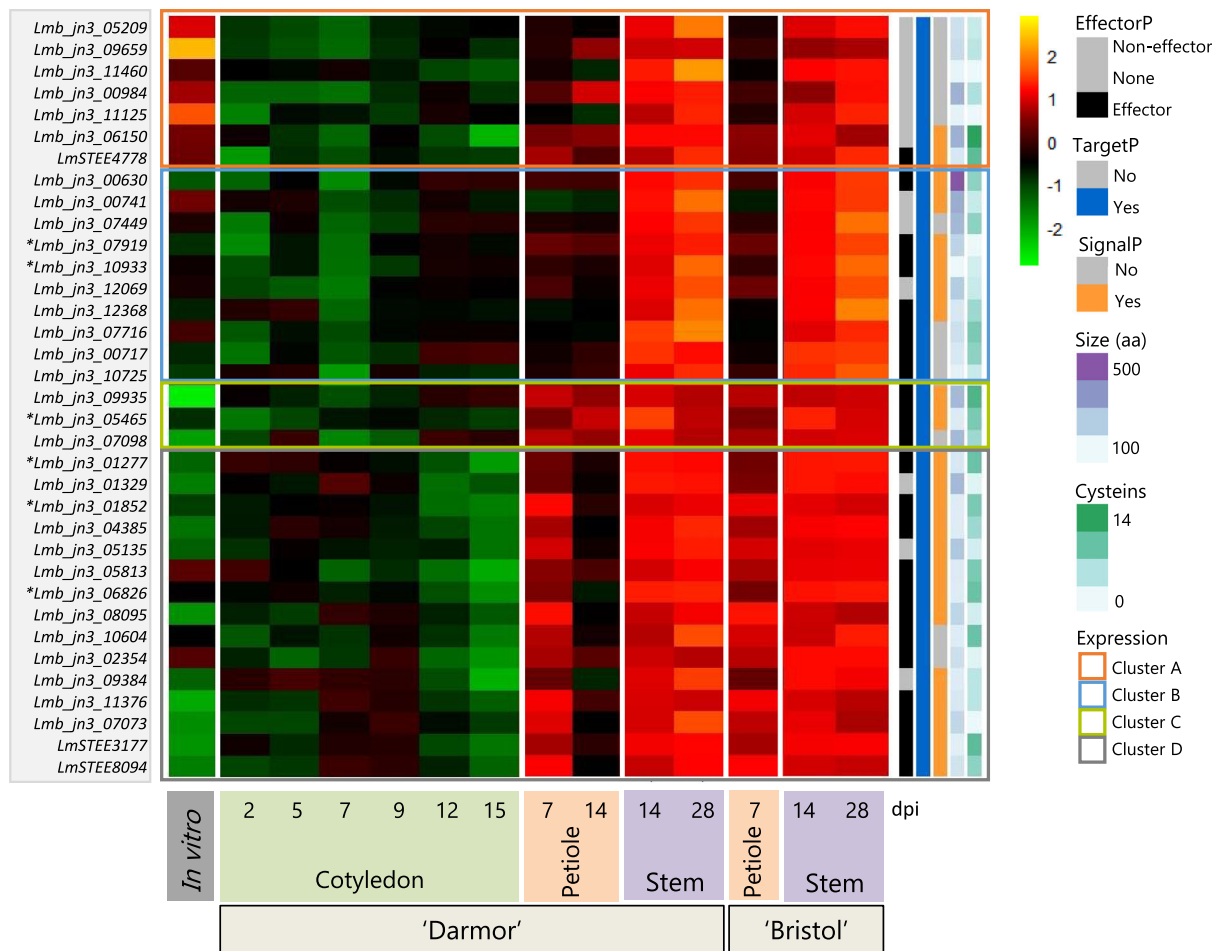 Lmb_jn3_05209
Lmb_jn3_09659
Lmb_jn3_11460
Lmb_jn3_00984
Lmb_jn3_11125
Lmb_jn3_06150
LmSTEE4778
Lmb_jn3_00630
Lmb_jn3_00741
Lmb_jn3_07449
*Lmb_jn3_07919
*Lmb_jn3_10933
Lmb_jn3_12069
Lmb_jn3_12368
Lmb_jn3_07716
Lmb_jn3_00717
Lmb_jn3_10725
Lmb_jn3_09935
*Lmb_jn3_05465
Lmb_jn3_07098
*Lmb_jn3_01277
Lmb_jn3_01329
*Lmb_jn3_01852
Lmb_jn3_04385
Lmb_jn3_05135
Lmb_jn3_05813
*Lmb_jn3_06826
Lmb_jn3_08095
Lmb_jn3_10604
Lmb_jn3_02354
Lmb_jn3_09384
Lmb_jn3_11376
Lmb_jn3_07073
LmSTEE3177
LmSTEE8094
2
1
0
-1
-2
EffectorP
Non-effector
None
Effector
TargetP
No
Yes
SignalP
No
Yes
Size (aa)
500
100
Cysteins
14
0
Expression
Cluster A
Cluster B
Cluster C
Cluster D
2 5 7 9 12 15 7 14 14 28 7 14 28 dpi
In vitro
Cotyledon
Petiole
Stem
Petiole
Stem
‘Darmor’
‘Bristol’